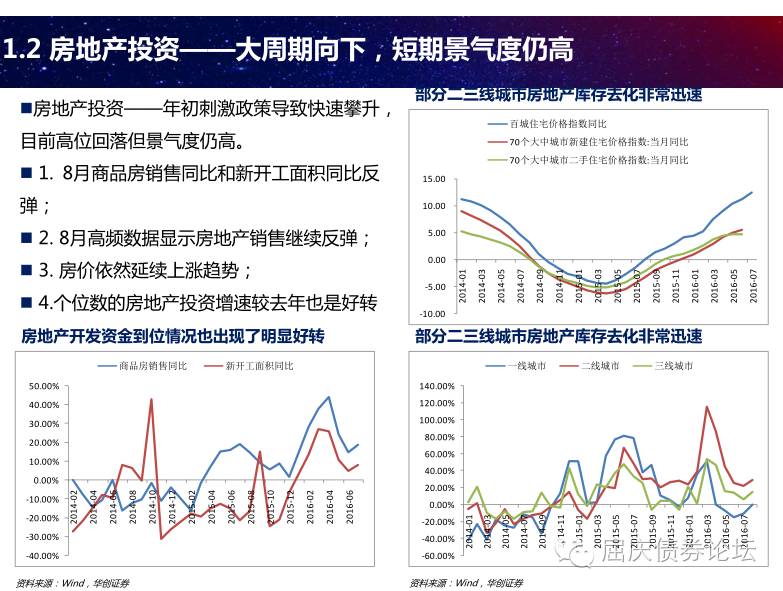 1.2 房地产投资——大周期向下，短期景气度仍高
■房地产投资——年初刺激政策导致快速攀升，
目前高位回落但景气度仍高。
■ 1. 8月商品房销售同比和新开工面积同比反
弹；
■ 2. 8月高频数据显示房地产销售继续反弹；
■ 3. 房价依然延续上涨趋势；
■ 4.个位数的房地产投资增速较去年也是好转
部分二三线城市房地产库存去化非常迅速
百城住宅价格指数同比
70个大中城市新建住宅价格指数:当月同比
70个大中城市二手住宅价格指数:当月同比
15.00
10.00
5.00
0.00
-5.00
-10.00
2014-01 2014-03 2014-05 2014-07 2014-09 2014-11 2015-01 2015-03 2015-05 2015-07 2015-09 2015-11 2016-01 2016-03 2016-05 2016-07
房地产开发资金到位情况也出现了明显好转
商品房销售同比 新开工面积同比
50.00%
40.00%
30.00%
20.00%
10.00%
0.00%
-10.00%
-20.00%
-30.00%
-40.00%
2014-02 2014-04 2014-06 2014-08 2014-10 2014-12 2015-02 2015-04 2015-06 2015-08 2015-10 2015-12 2016-02 2016-04 2016-06
资料来源：Wind，华创证券
部分二三线城市房地产库存去化非常迅速
一线城市 二线城市 三线城市
140.00%
120.00%
100.00%
80.00%
60.00%
40.00%
20.00%
0.00%
-20.00%
-40.00%
-60.00%
2014-01 2014-03 2014-05 2014-07 2014-09 2014-11 2015-01 2015-03 2015-05 2015-07 2015-09 2015-11 2016-01 2016-03 2016-05 2016-07
屈庆债券论坛
资料来源：Wind，华创证券